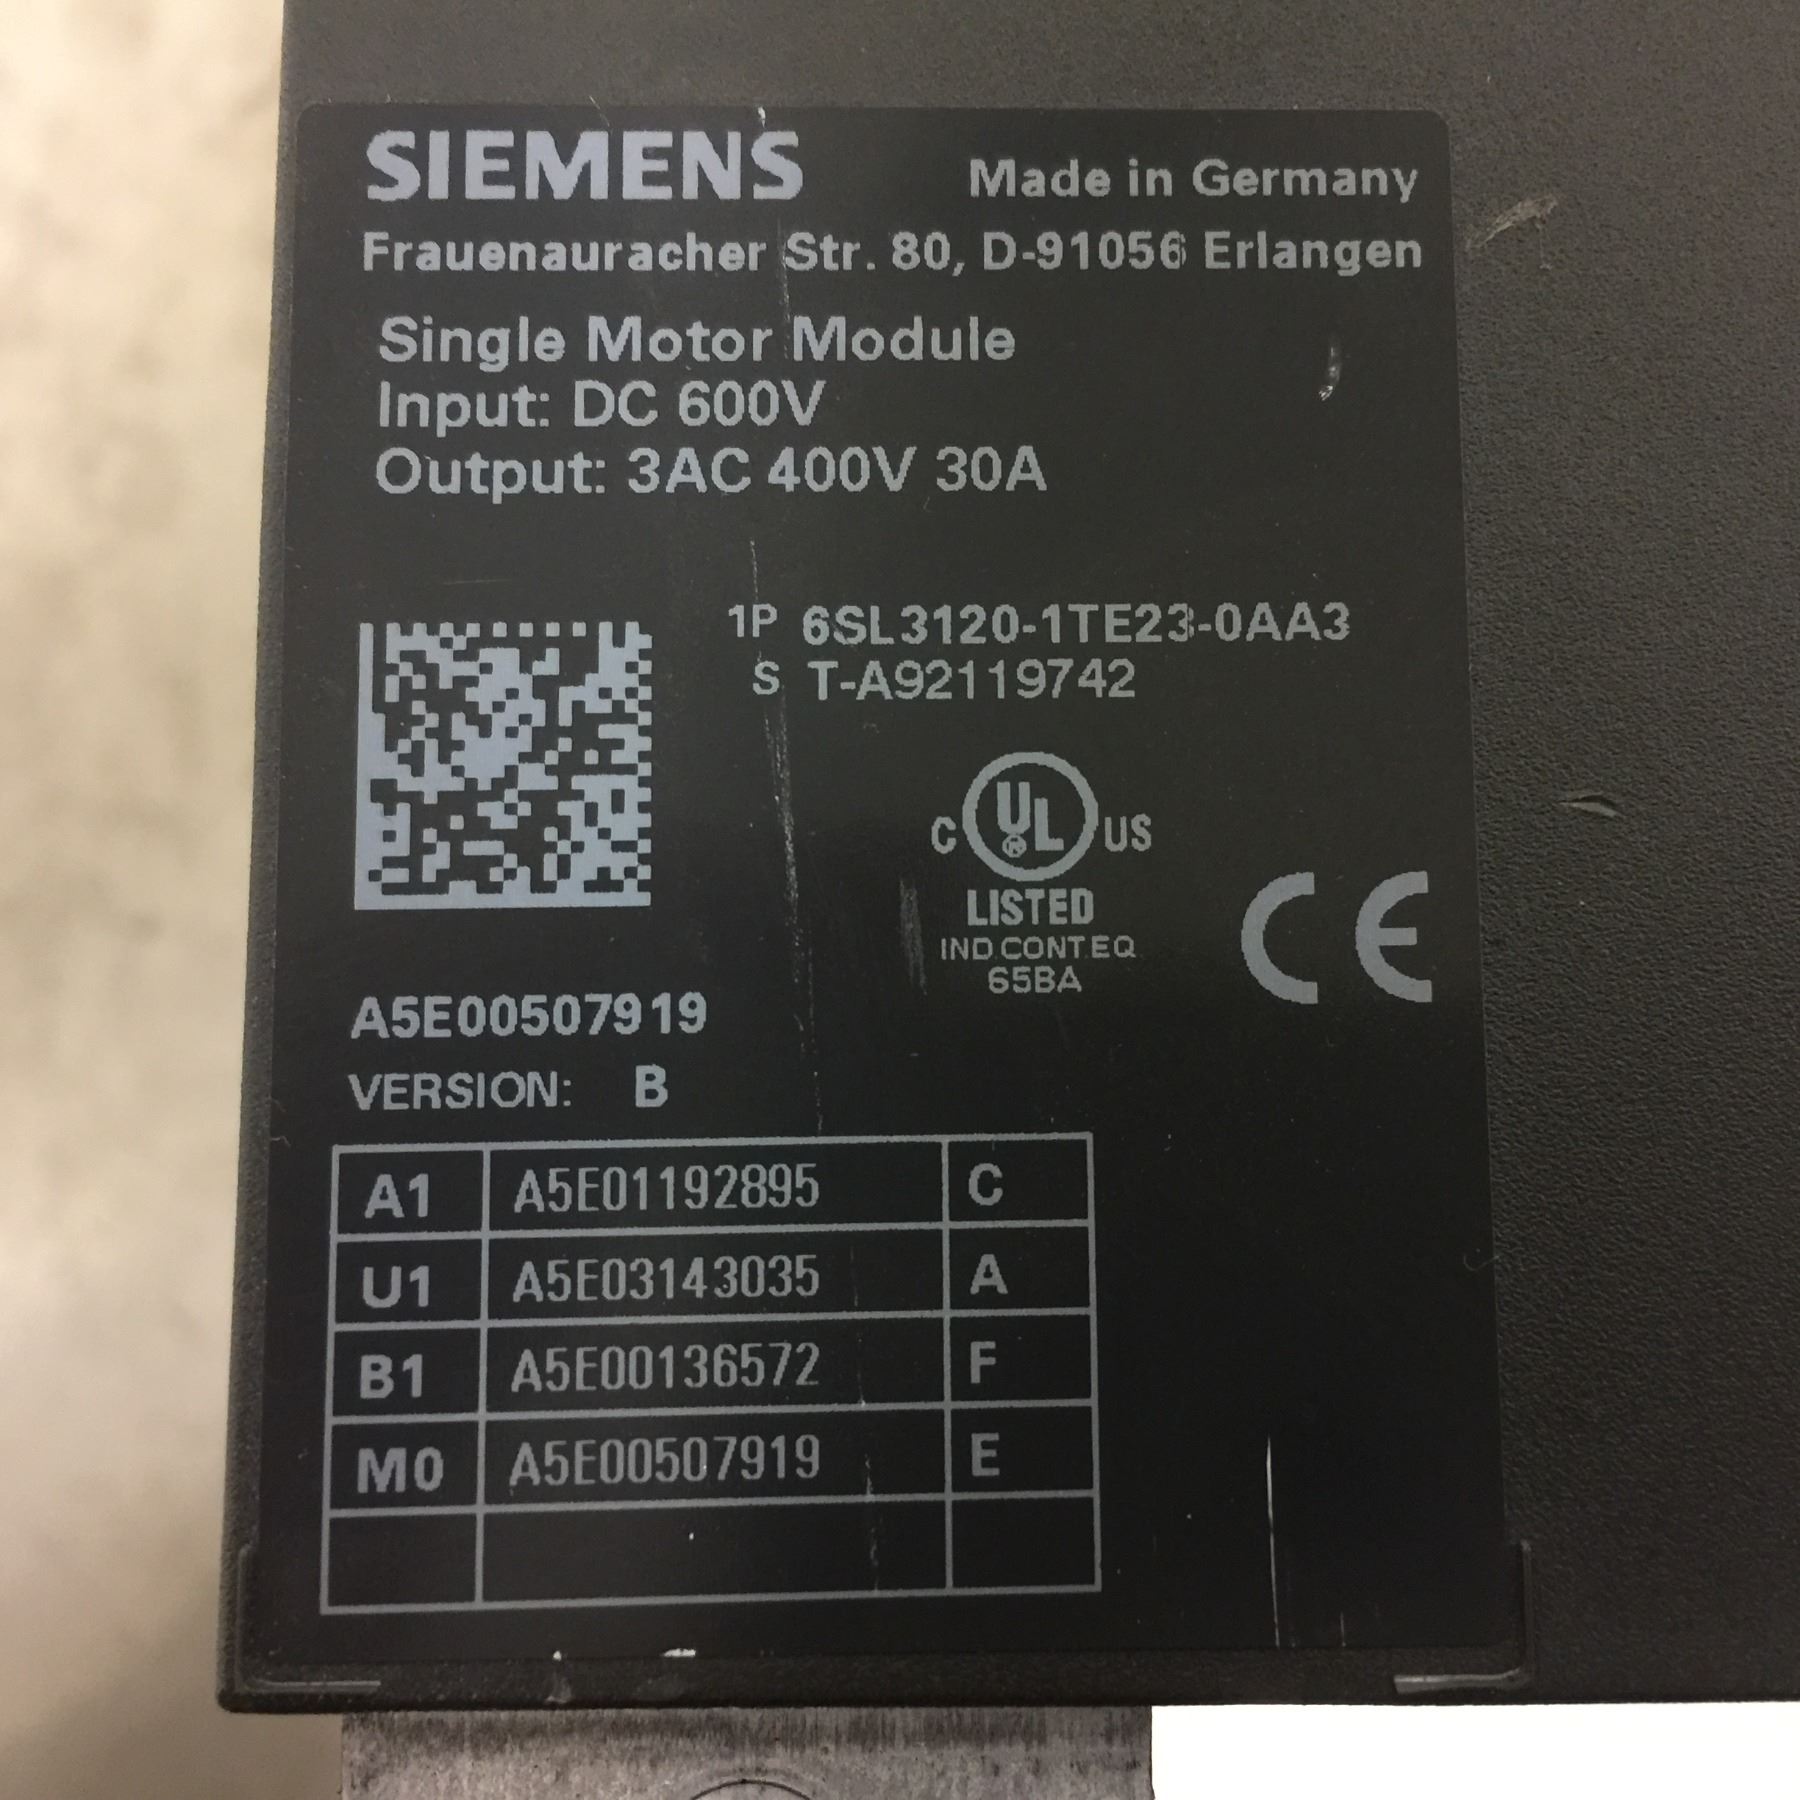 SIEMENS Made in Germany
Frauenauracher Str. 80, D-91056 Erlangen
Single Motor Module
Input: DC 600V
Output: 3AC 400V 30A
1P 6SL3120-1TE23-0AA3
S T-A92119742
C UL US
®
LISTED
IND.CONT.EQ
65BA
CE
A5E00507919
VERSION: B
A1 A5E01192895 C
U1 A5E03143035 A
B1 A5E00136572 F
M0 A5E00507919 E